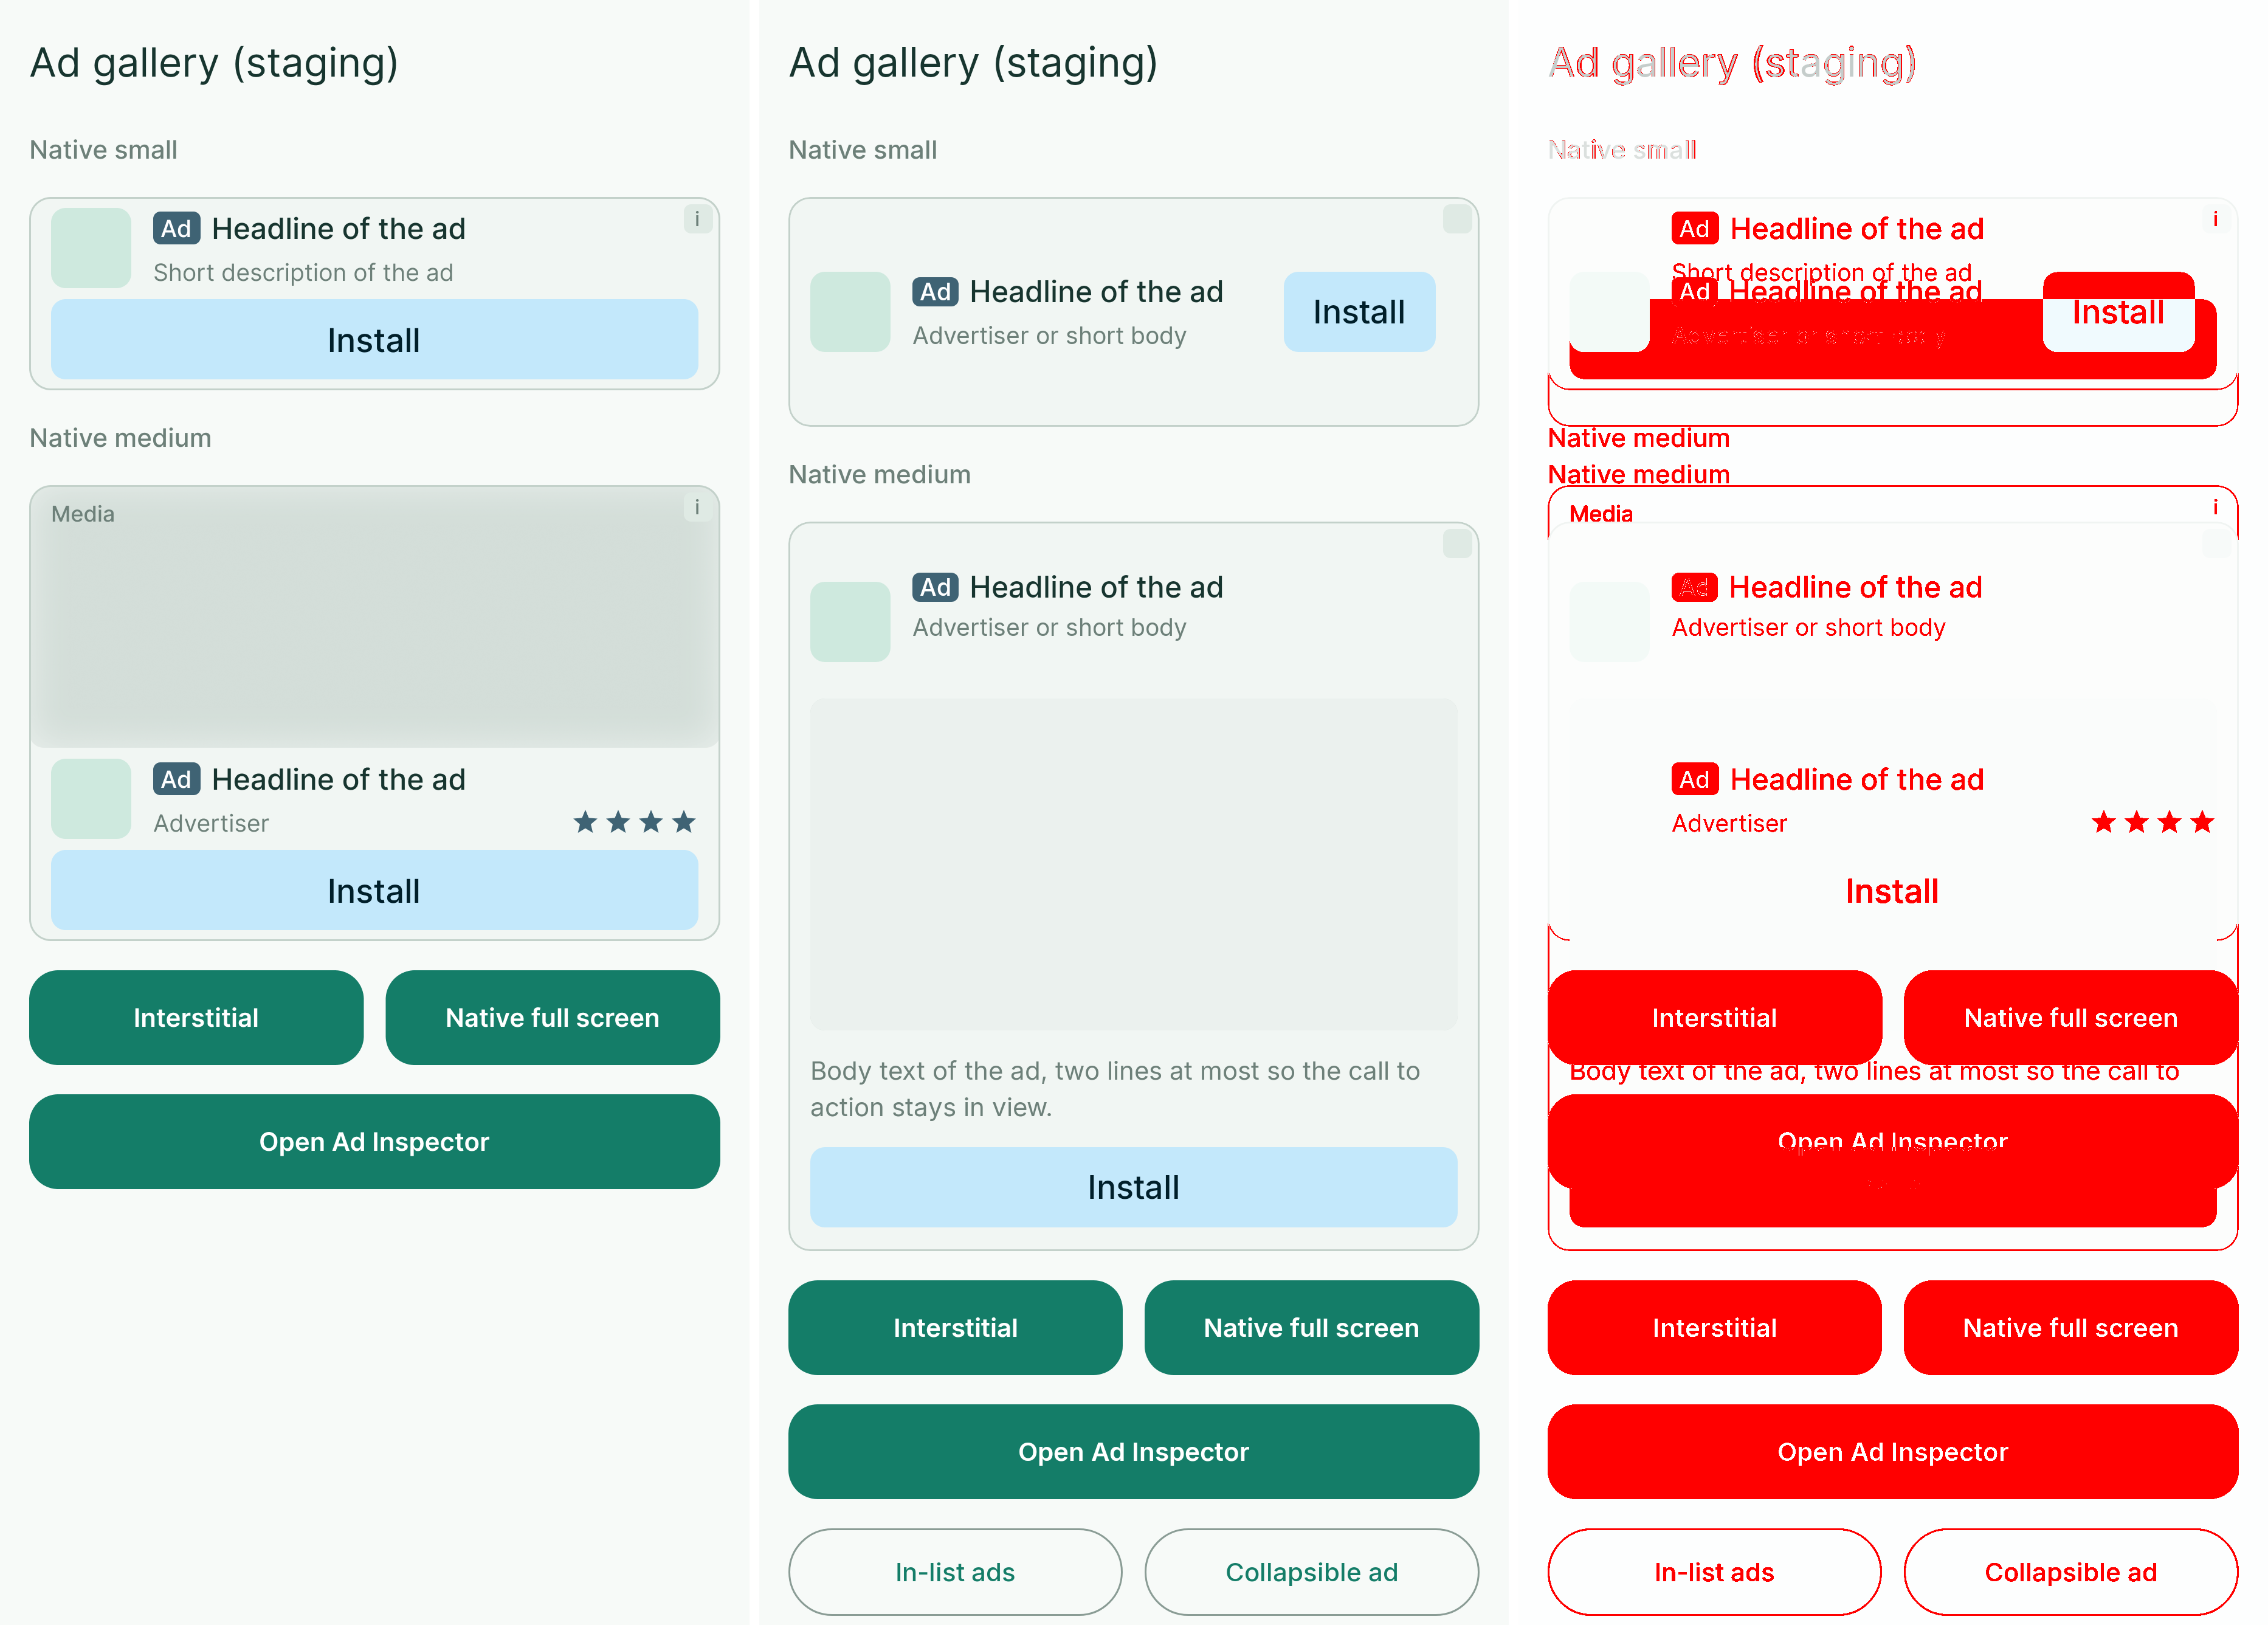 Ad gallery (staging)
Native small
Ad Headline of the ad
i
Short description of the ad
Install
Native medium
Media
i
Ad Headline of the ad
Advertiser
Install
Interstitial
Native full screen
Open Ad Inspector
Ad gallery (staging)
Native small
Ad Headline of the ad
Advertiser or short body
Install
Native medium
Ad Headline of the ad
Advertiser or short body
Body text of the ad, two lines at most so the call to
action stays in view.
Install
Interstitial
Native full screen
Open Ad Inspector
In-list ads
Collapsible ad
Ad gallery (staging)
Native small
Ad Headline of the ad
i
Short description of the ad
Ad Headline of the ad
Install
Advertiser or short body
Native medium
Native medium
Media
i
Ad Headline of the ad
Advertiser or short body
Ad Headline of the ad
Advertiser
Install
Interstitial
Native full screen
Body text of the ad, two lines at most so the call to
Open Ad Inspector
Interstitial
Native full screen
Open Ad Inspector
In-list ads
Collapsible ad